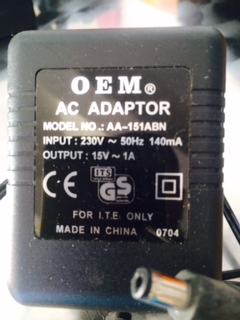 OEM®
AC ADAPTOR
MODEL NO.: AA-151ABN
INPUT : 230V ~ 50Hz 140mA
OUTPUT : 15V ~ 1A
CE ITS GS
FOR I.T.E. ONLY
MADE IN CHINA 0704